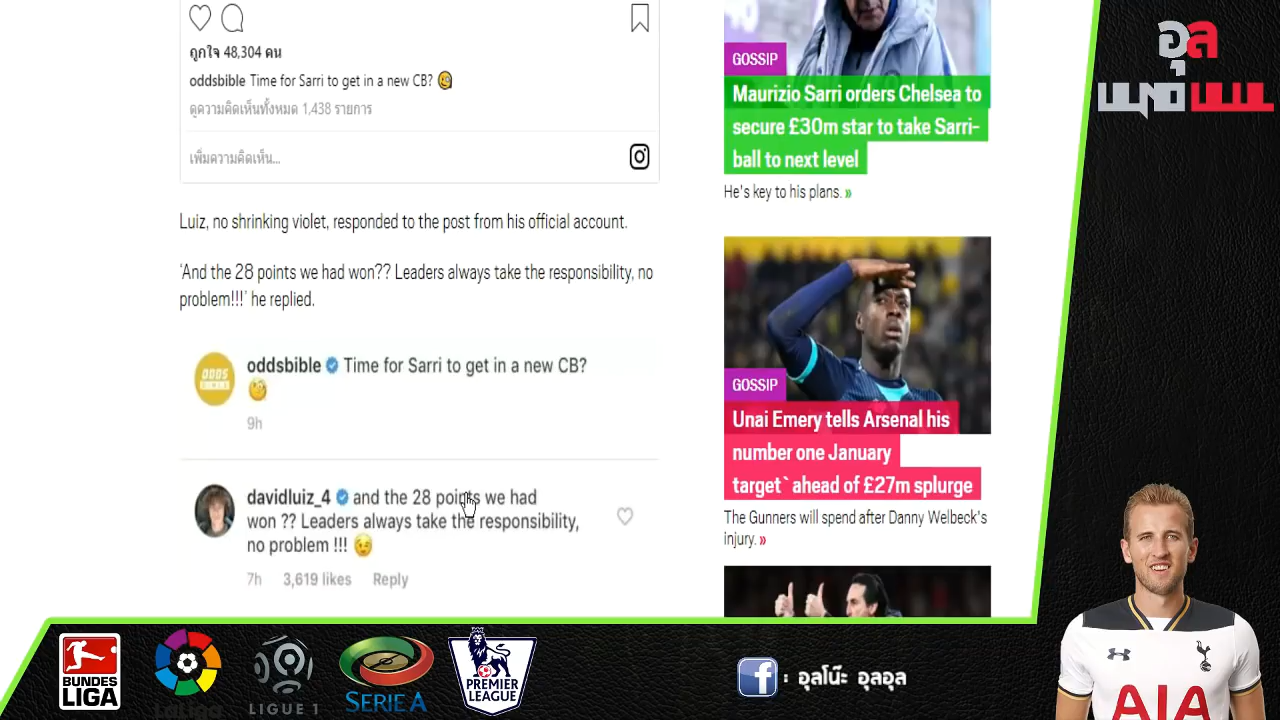 ถูกใจ 48,304 คน
oddsbible Time for Sarri to get in a new CB? 🧐
ดูความคิดเห็นทั้งหมด 1,438 รายการ
เพิ่มความคิดเห็น...
Luiz, no shrinking violet, responded to the post from his official account.
'And the 28 points we had won?? Leaders always take the responsibility, no
problem!!!' he replied.
oddsbible Time for Sarri to get in a new CB?
🧐
9h
davidluiz_4 and the 28 points we had
won ?? Leaders always take the responsibility,
no problem !!! 😉
7h 3,619 likes Reply
GOSSIP
Maurizio Sarri orders Chelsea to
secure £30m star to take Sarri-
ball to next level
He's key to his plans. »
GOSSIP
Unai Emery tells Arsenal his
number one January
target` ahead of £27m splurge
The Gunners will spend after Danny Welbeck's
injury. »
อุล
BUNDES
LIGA
LaLiga
LIGUE 1
SERIE A
PREMIER
LEAGUE
f : อุลโน๊ะ อุลอุล
AIA